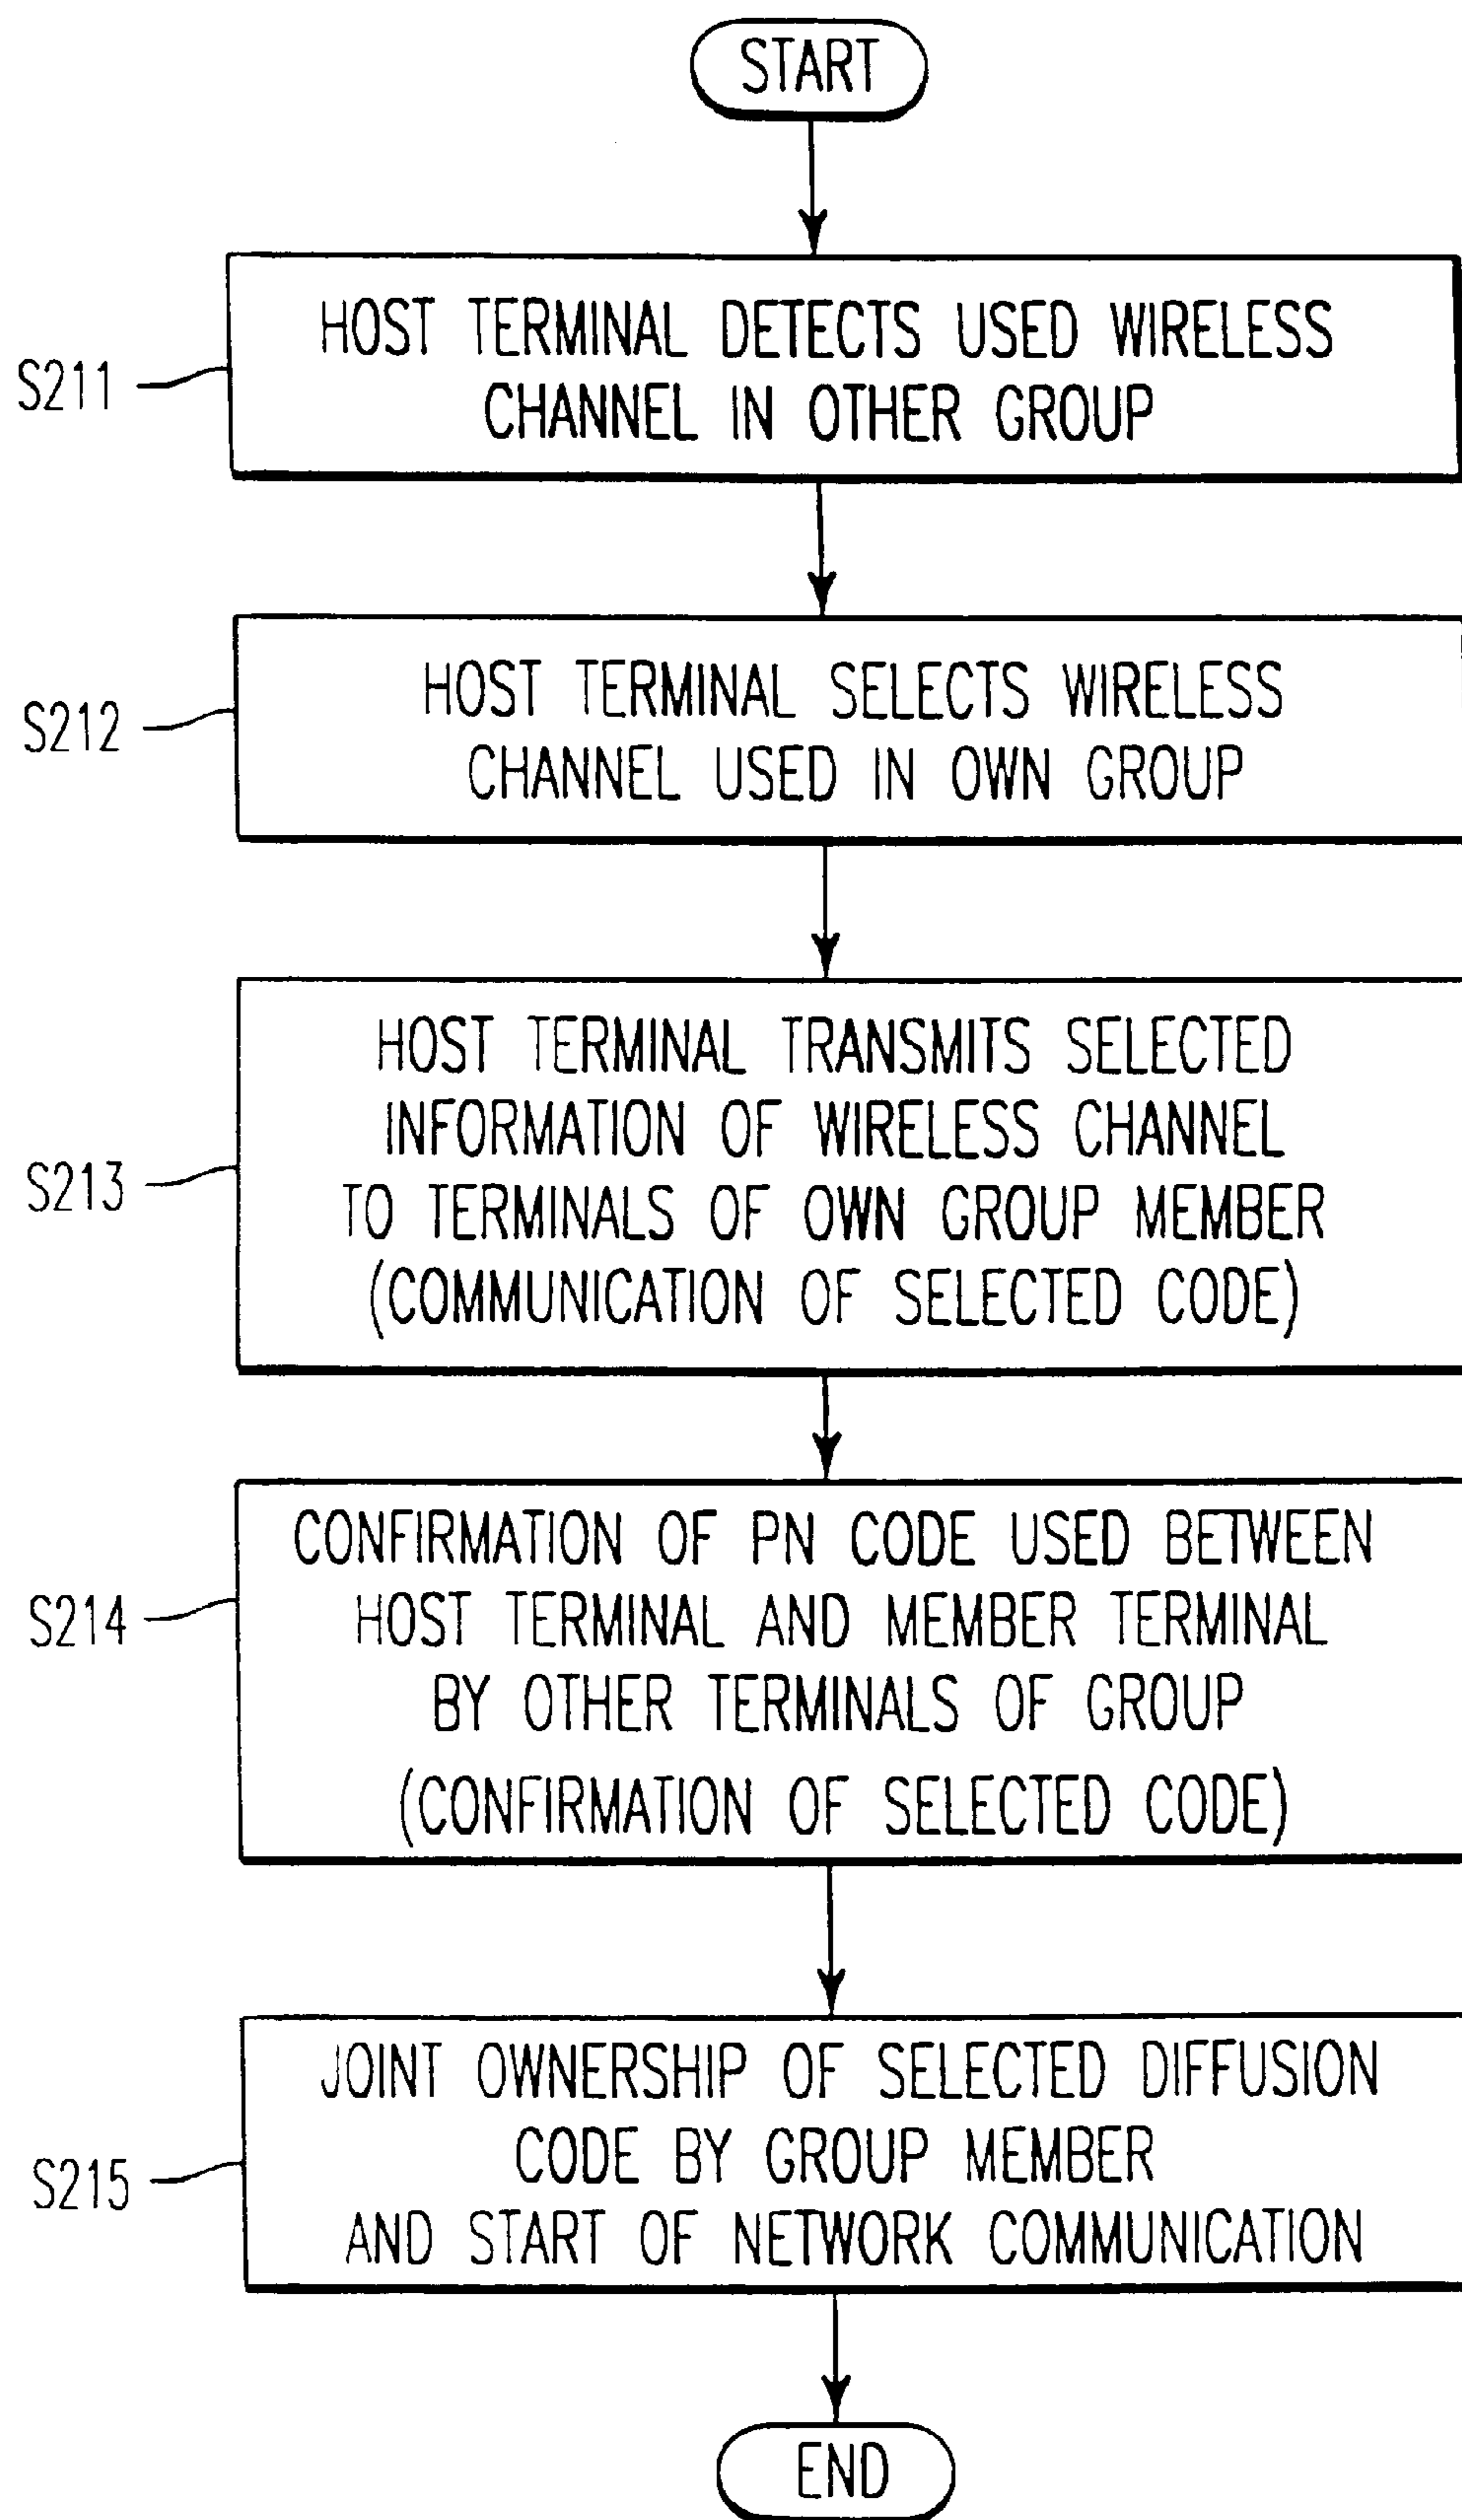 START
HOST TERMINAL DETECTS USED WIRELESS
CHANNEL IN OTHER GROUP
S211
HOST TERMINAL SELECTS WIRELESS
CHANNEL USED IN OWN GROUP
S212
HOST TERMINAL TRANSMITS SELECTED
INFORMATION OF WIRELESS CHANNEL
TO TERMINALS OF OWN GROUP MEMBER
(COMMUNICATION OF SELECTED CODE)
S213
CONFIRMATION OF PN CODE USED BETWEEN
HOST TERMINAL AND MEMBER TERMINAL
BY OTHER TERMINALS OF GROUP
(CONFIRMATION OF SELECTED CODE)
S214
JOINT OWNERSHIP OF SELECTED DIFFUSION
CODE BY GROUP MEMBER
AND START OF NETWORK COMMUNICATION
S215
END